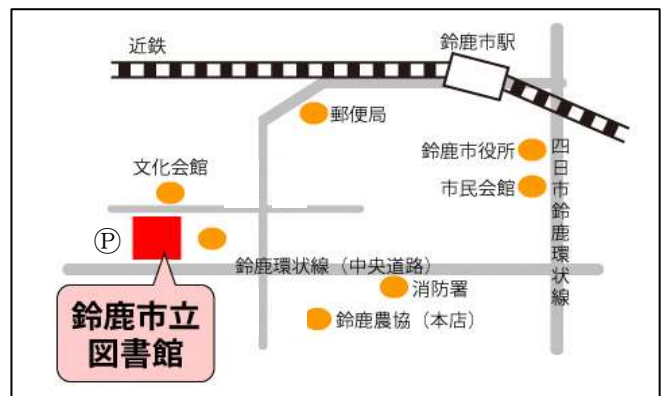 近鉄
鈴鹿市駅
郵便局
鈴鹿市役所
文化会館
市民会館
四日市鈴鹿環状線
Ⓟ
鈴鹿環状線（中央道路）
消防署
鈴鹿市立
図書館
鈴鹿農協（本店）